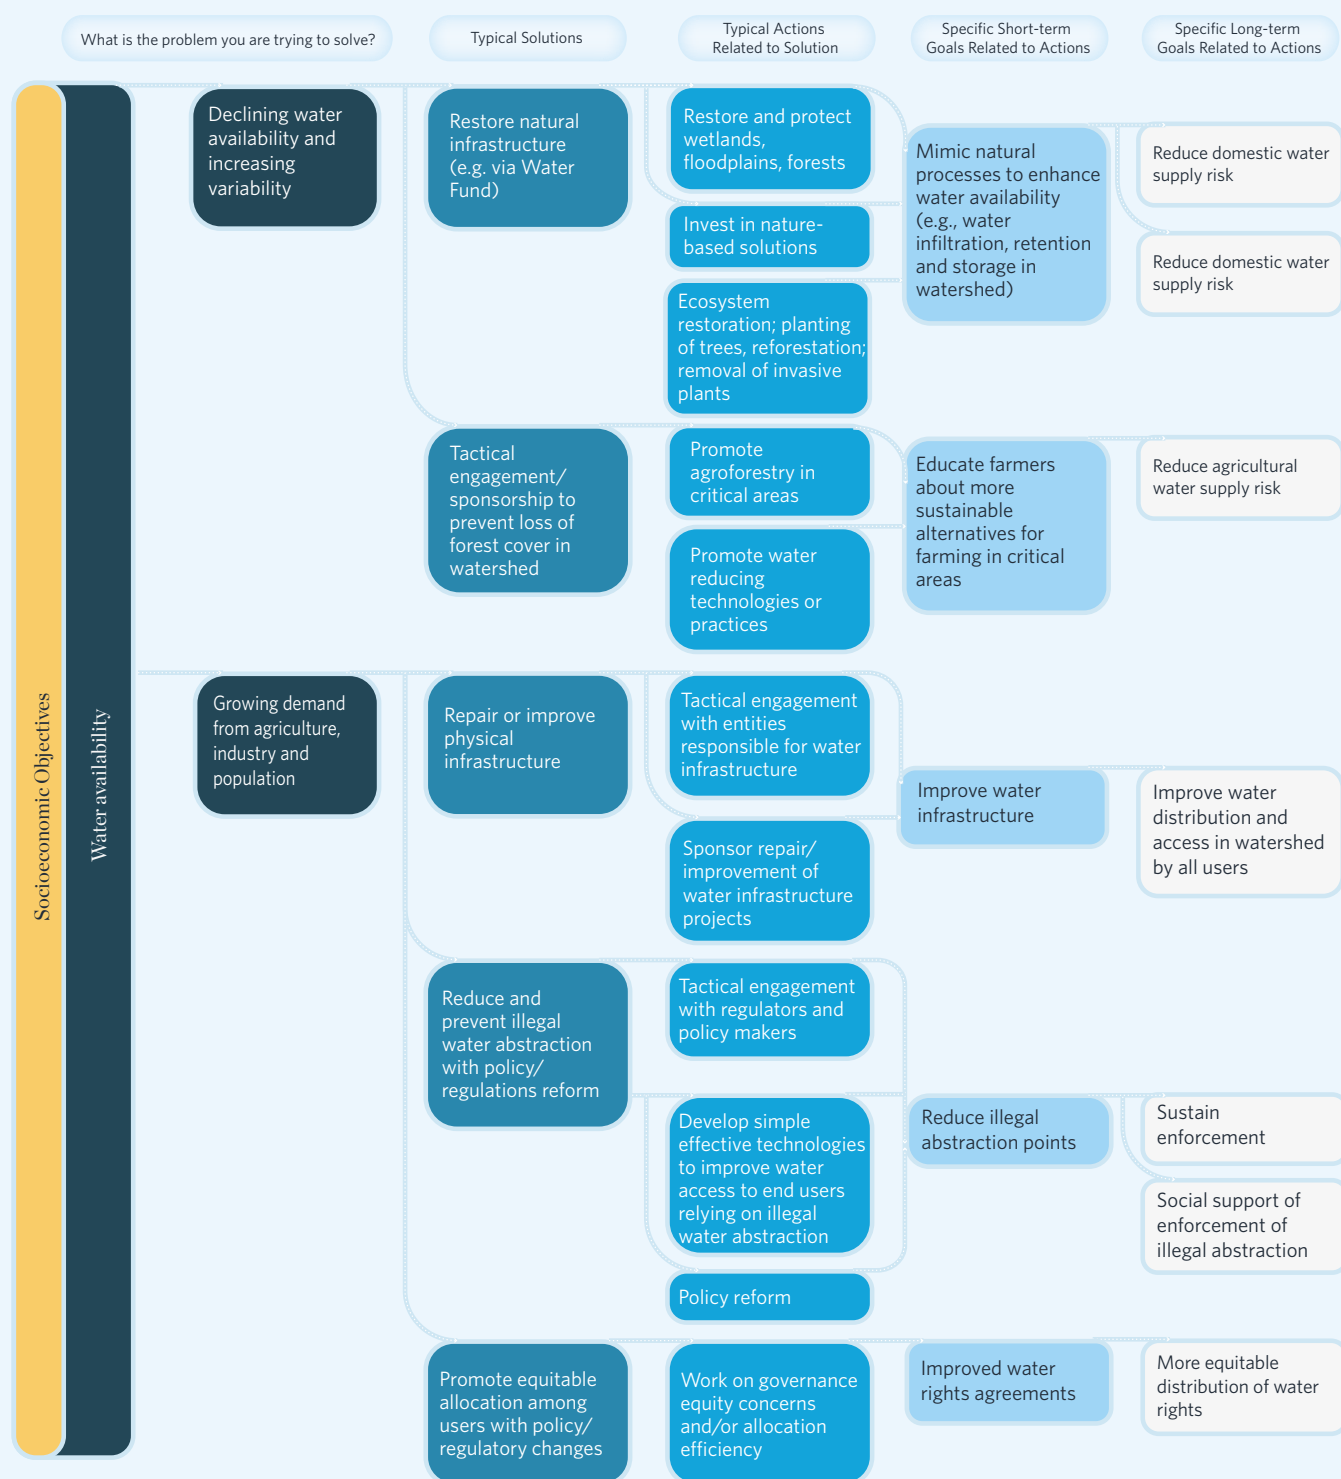 What is the problem you are trying to solve?
Typical Solutions
Typical Actions
Related to Solution
Specific Short-term
Goals Related to Actions
Specific Long-term
Goals Related to Actions
Socioeconomic Objectives
Water availability
Declining water
availability and
increasing
variability
Restore natural
infrastructure
(e.g. via Water
Fund)
Restore and protect
wetlands,
floodplains, forests
Invest in nature-
based solutions
Ecosystem
restoration; planting
of trees, reforestation;
removal of invasive
plants
Mimic natural
processes to enhance
water availability
(e.g., water
infiltration, retention
and storage in
watershed)
Reduce domestic water
supply risk
Reduce domestic water
supply risk
Tactical
engagement/
sponsorship to
prevent loss of
forest cover in
watershed
Promote
agroforestry in
critical areas
Promote water
reducing
technologies or
practices
Educate farmers
about more
sustainable
alternatives for
farming in critical
areas
Reduce agricultural
water supply risk
Growing demand
from agriculture,
industry and
population
Repair or improve
physical
infrastructure
Tactical engagement
with entities
responsible for water
infrastructure
Sponsor repair/
improvement of
water infrastructure
projects
Improve water
infrastructure
Improve water
distribution and
access in watershed
by all users
Reduce and
prevent illegal
water abstraction
with policy/
regulations reform
Tactical engagement
with regulators and
policy makers
Develop simple
effective technologies
to improve water
access to end users
relying on illegal
water abstraction
Policy reform
Reduce illegal
abstraction points
Sustain
enforcement
Social support of
enforcement of
illegal abstraction
Promote equitable
allocation among
users with policy/
regulatory changes
Work on governance
equity concerns
and/or allocation
efficiency
Improved water
rights agreements
More equitable
distribution of water
rights